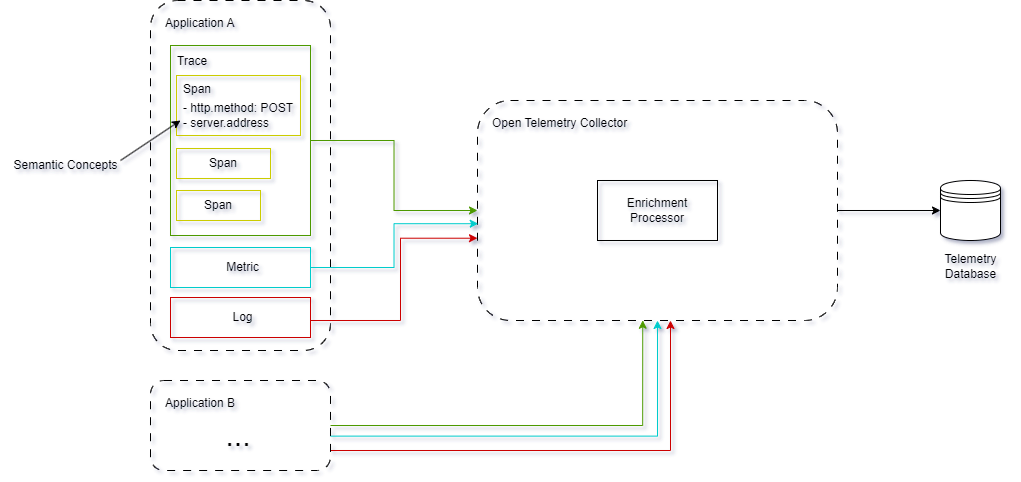 Application A
Trace
Span
- http.method: POST
- server.address
Semantic Concepts
Span
Span
Metric
Log
Open Telemetry Collector
Enrichment
Processor
Telemetry
Database
Application B
...